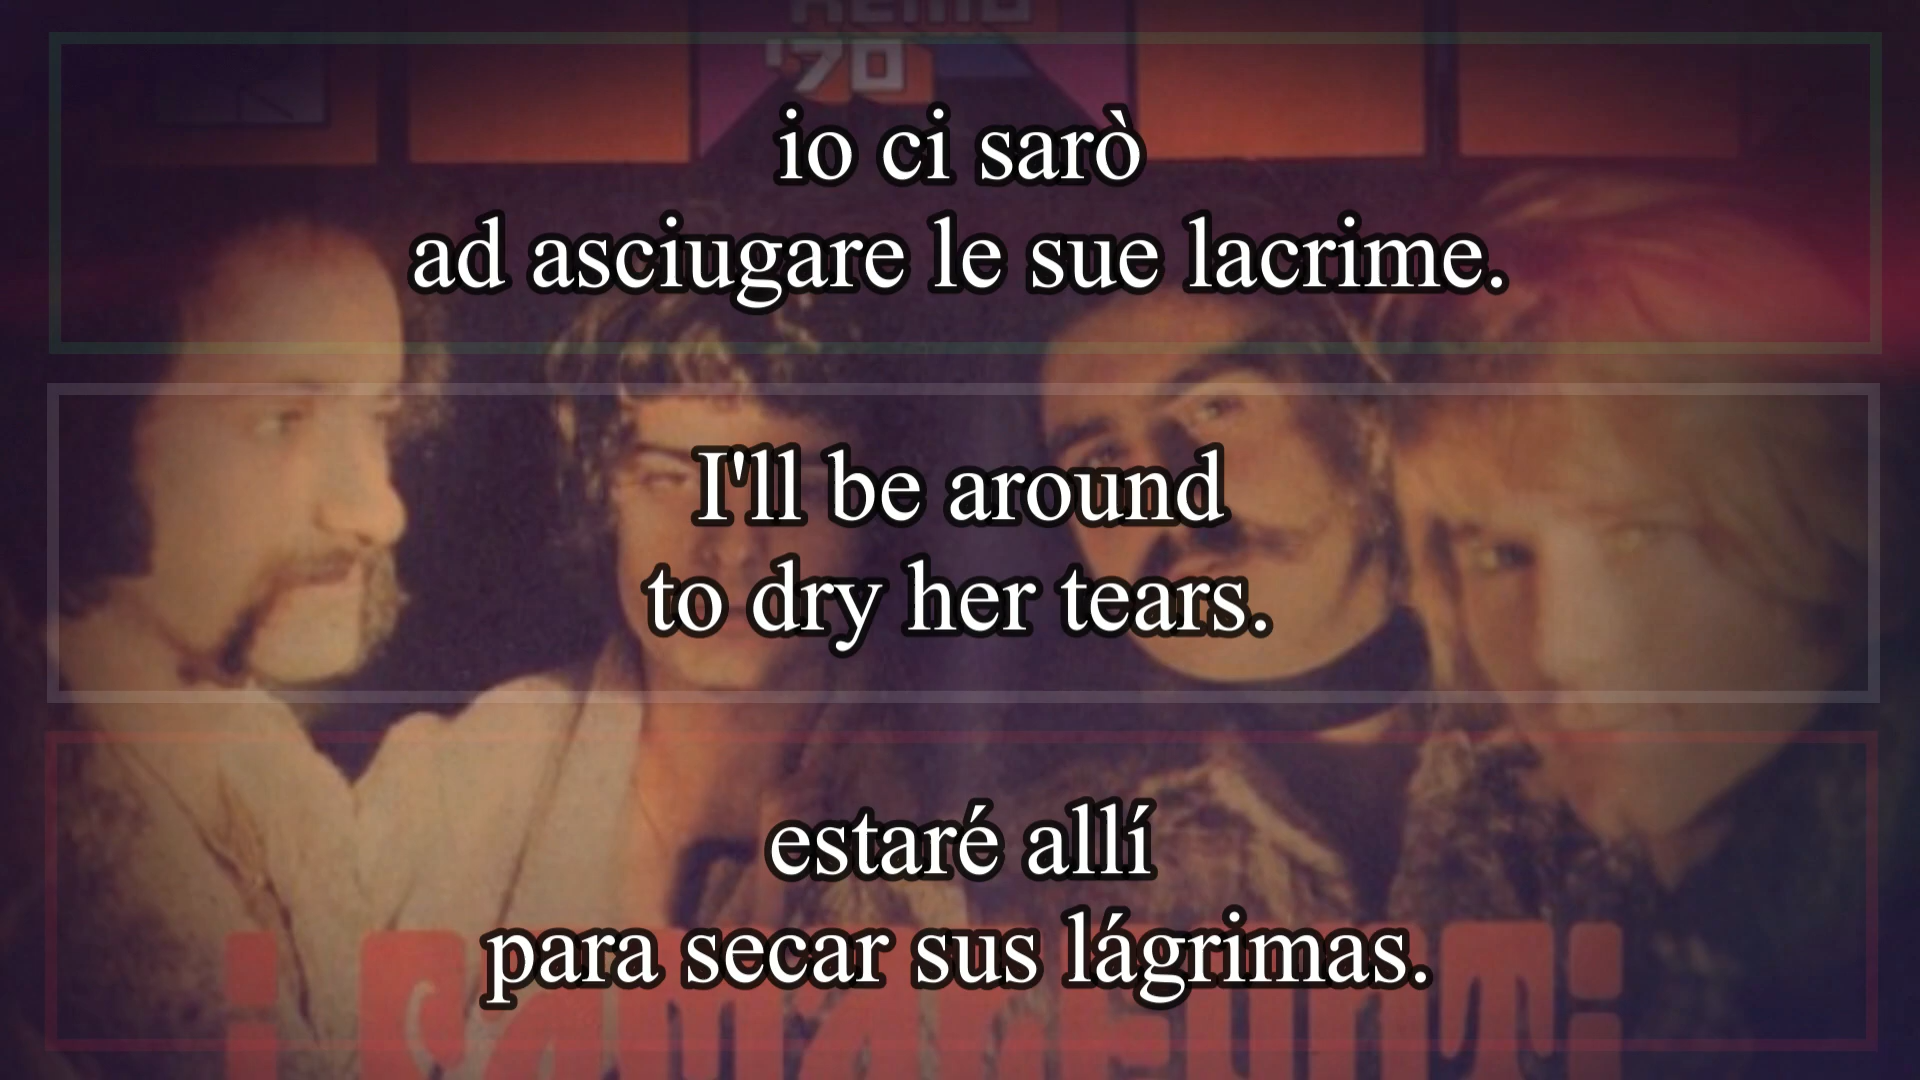 '70
io ci sarò
ad asciugare le sue lacrime.
I'll be around
to dry her tears.
estaré allí
para secar sus lágrimas.